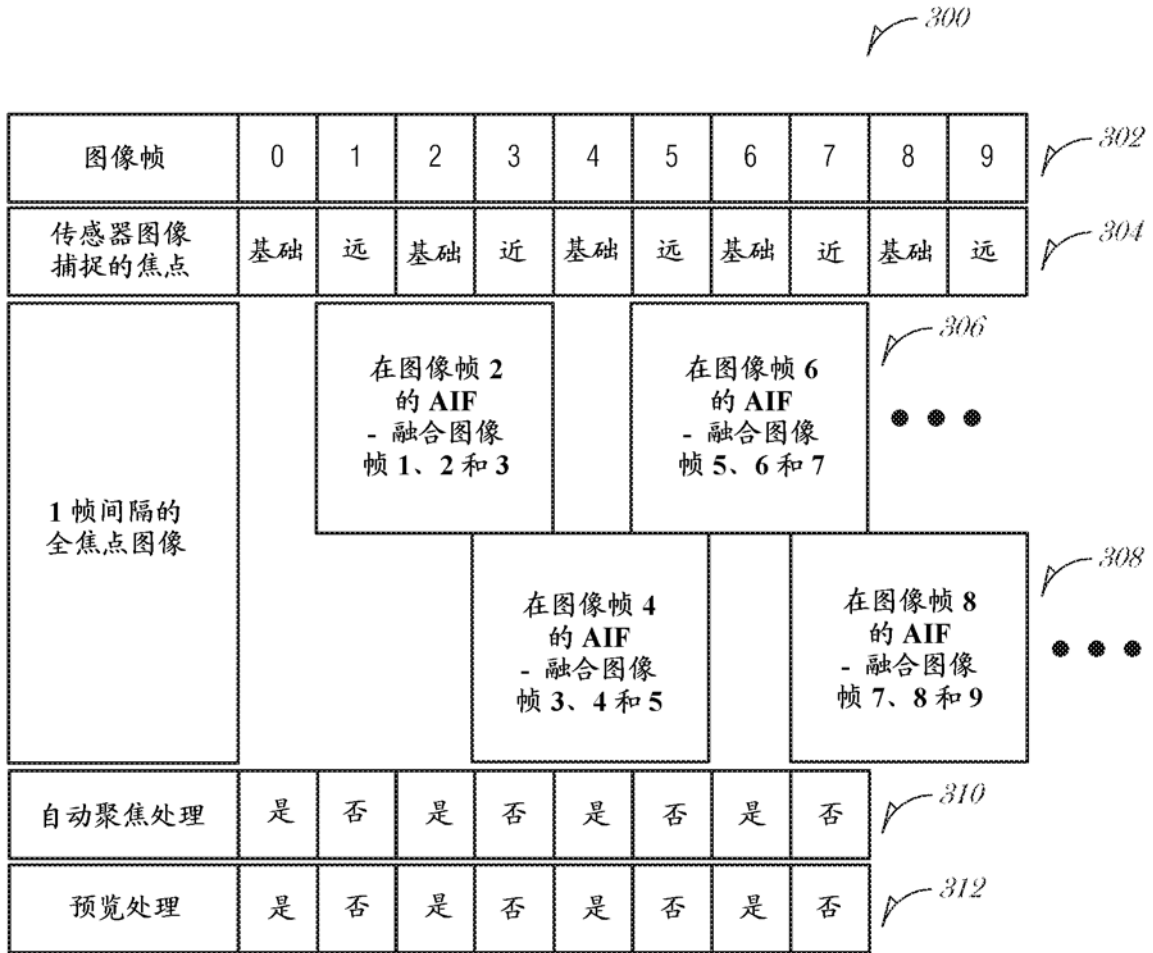 300
图像帧 0 1 2 3 4 5 6 7 8 9
302
传感器图像
捕捉的焦点
基础 远 基础 近 基础 远 基础 近 基础 远
304
1 帧间隔的
全焦点图像
在图像帧 2
的 AIF
- 融合图像
帧 1、2 和 3
在图像帧 6
的 AIF
- 融合图像
帧 5、6 和 7
306
在图像帧 4
的 AIF
- 融合图像
帧 3、4 和 5
在图像帧 8
的 AIF
- 融合图像
帧 7、8 和 9
308
自动聚焦处理 是 否 是 否 是 否 是 否
310
预览处理 是 否 是 否 是 否 是 否
312